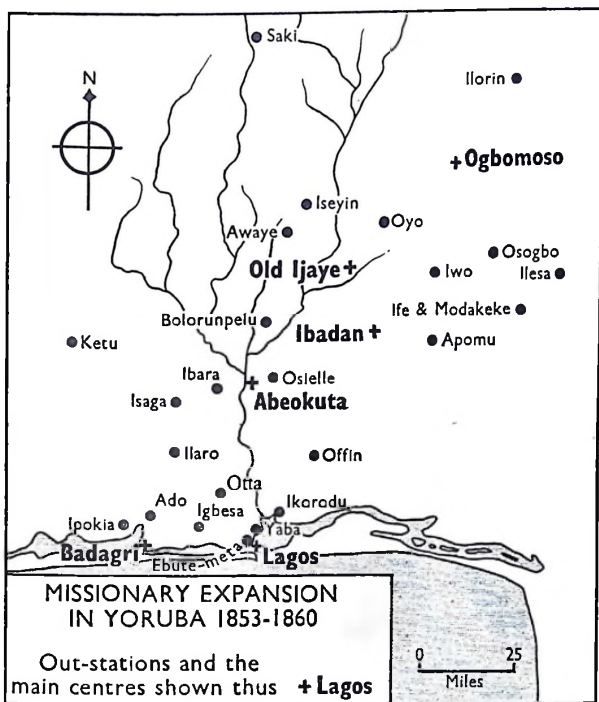 Saki
N
Ilorin
Ogbomoso
Iseyin
Oyo
Awaye
Osogbo
Old Ijaye
Iwo
Ilesa
Ife & Modakeke
Bolorunpelu
Ibadan
Ketu
Apomu
Ibara
Osielle
Isaga
Abeokuta
Ilaro
Offin
Otta
Ikorodu
Ado
Igbesa
Ipokia
Yaba
Badagri
Ebute-meta
Lagos
MISSIONARY EXPANSION
IN YORUBA 1853-1860
Out-stations and the
main centres shown thus + Lagos
0 25
Miles